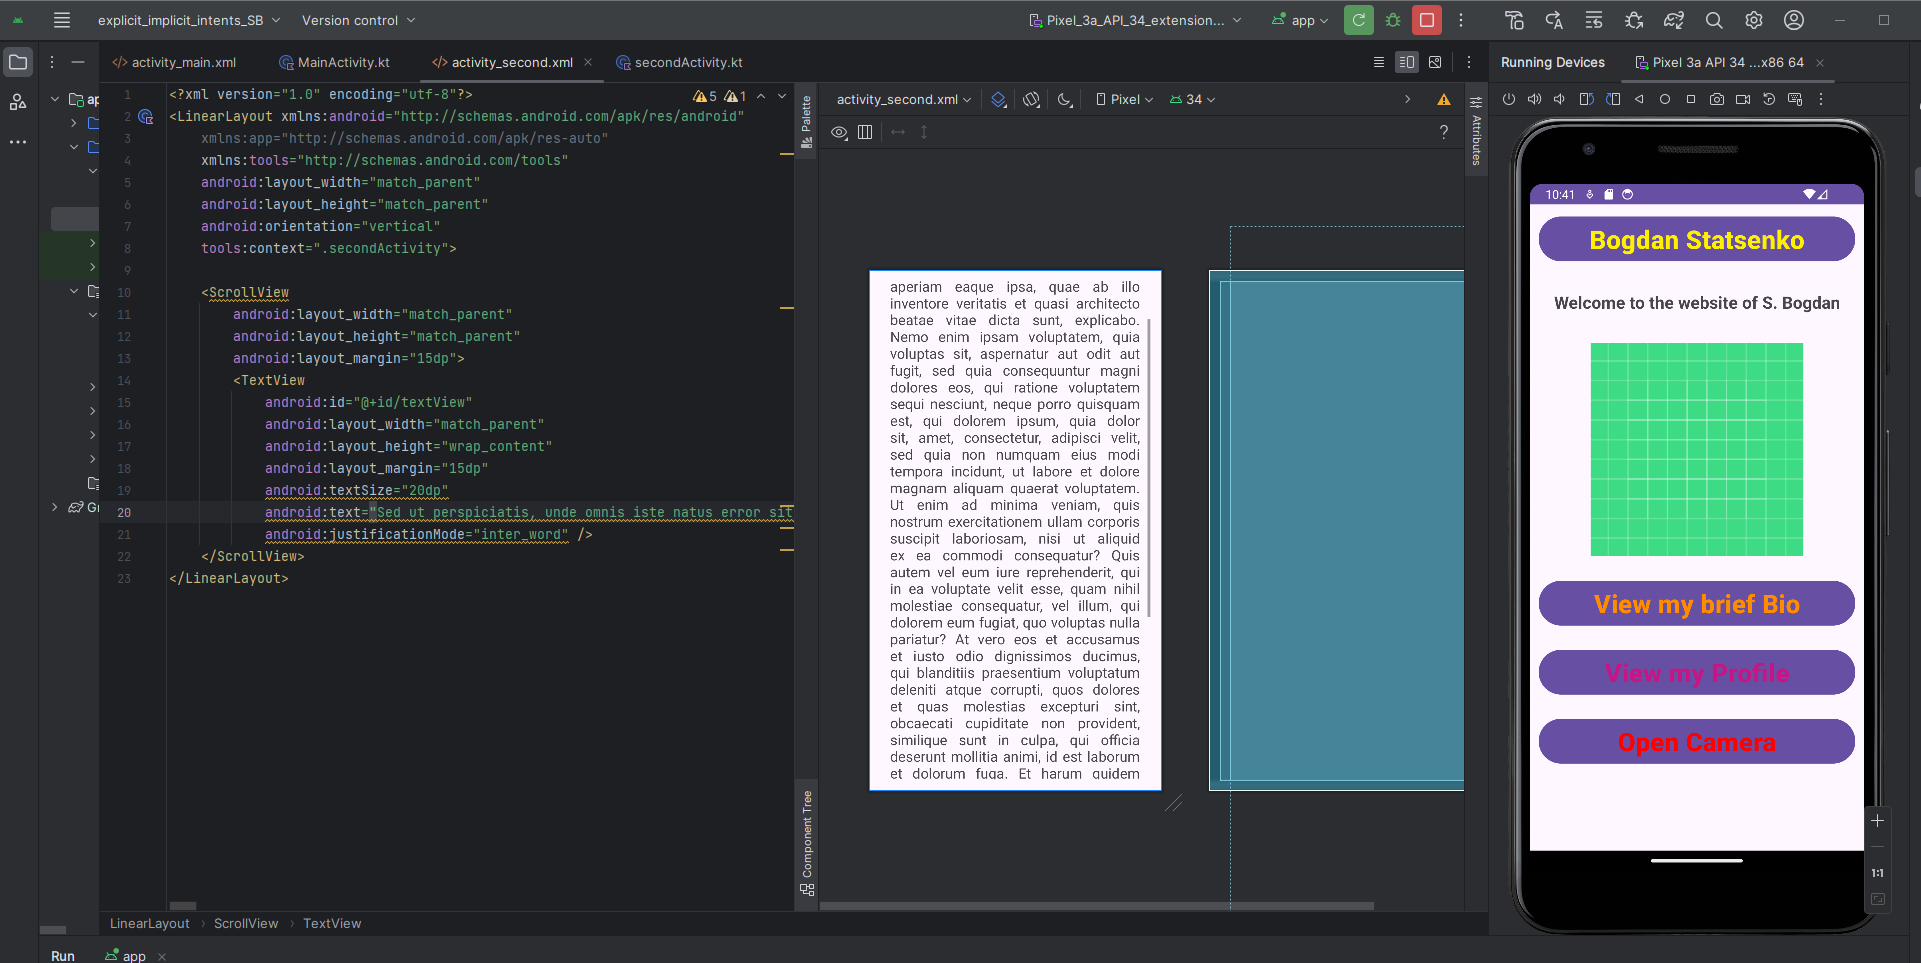 explicit_implicit_intents_SB
Version control
Pixel_3a_API_34_extension...
app
activity_main.xml
MainActivity.kt
activity_second.xml
secondActivity.kt
Running Devices
Pixel 3a API 34 ...x86 64
ap
Gr
1 <?xml version="1.0" encoding="utf-8"?>
5 1
2 <LinearLayout xmlns:android="http://schemas.android.com/apk/res/android"
3 xmlns:app="http://schemas.android.com/apk/res-auto"
4 xmlns:tools="http://schemas.android.com/tools"
5 android:layout_width="match_parent"
6 android:layout_height="match_parent"
7 android:orientation="vertical"
8 tools:context=".secondActivity">
9
10 <ScrollView
11 android:layout_width="match_parent"
12 android:layout_height="match_parent"
13 android:layout_margin="15dp">
14 <TextView
15 android:id="@+id/textView"
16 android:layout_width="match_parent"
17 android:layout_height="wrap_content"
18 android:layout_margin="15dp"
19 android:textSize="20dp"
20 android:text="Sed ut perspiciatis, unde omnis iste natus error sit
21 android:justificationMode="inter_word" />
22 </ScrollView>
23 </LinearLayout>
LinearLayout
ScrollView
TextView
Run
app
Palette
Component Tree
activity_second.xml
Pixel
34
?
Attributes
aperiam eaque ipsa, quae ab illo
inventore veritatis et quasi architecto
beatae vitae dicta sunt, explicabo.
Nemo enim ipsam voluptatem, quia
voluptas sit, aspernatur aut odit aut
fugit, sed quia consequuntur magni
dolores eos, qui ratione voluptatem
sequi nesciunt, neque porro quisquam
est, qui dolorem ipsum, quia dolor
sit, amet, consectetur, adipisci velit,
sed quia non numquam eius modi
tempora incidunt, ut labore et dolore
magnam aliquam quaerat voluptatem.
Ut enim ad minima veniam, quis
nostrum exercitationem ullam corporis
suscipit laboriosam, nisi ut aliquid
ex ea commodi consequatur? Quis
autem vel eum iure reprehenderit, qui
in ea voluptate velit esse, quam nihil
molestiae consequatur, vel illum, qui
dolorem eum fugiat, quo voluptas nulla
pariatur? At vero eos et accusamus
et iusto odio dignissimos ducimus,
qui blanditiis praesentium voluptatum
deleniti atque corrupti, quos dolores
et quas molestias excepturi sint,
obcaecati cupiditate non provident,
similique sunt in culpa, qui officia
deserunt mollitia animi, id est laborum
et dolorum fuga. Et harum quidem
10:41
Bogdan Statsenko
Welcome to the website of S. Bogdan
View my brief Bio
View my Profile
Open Camera
1:1